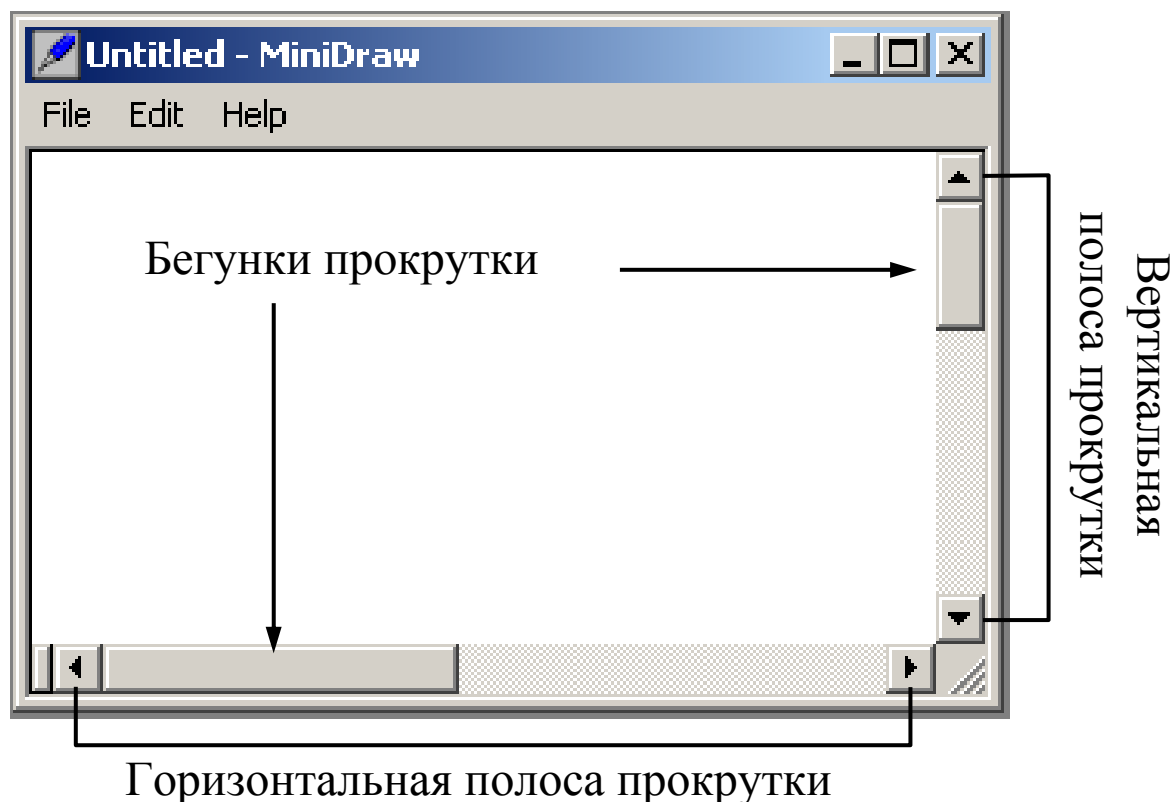 Untitled - MiniDraw
File Edit Help
Бегунки прокрутки
Вертикальная
полоса прокрутки
Горизонтальная полоса прокрутки